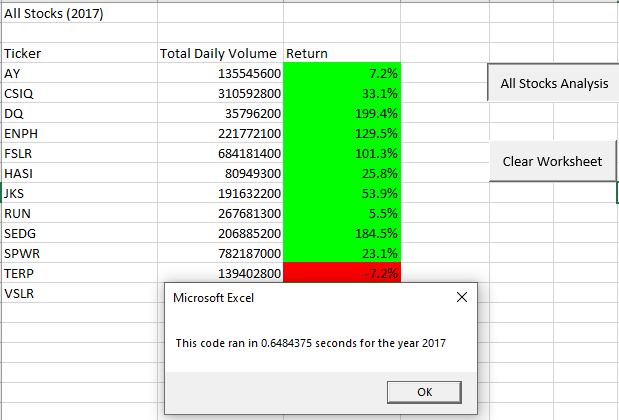 All Stocks (2017)
Ticker Total Daily Volume Return
AY 135545600 7.2%
CSIQ 310592800 33.1%
DQ 35796200 199.4%
ENPH 221772100 129.5%
FSLR 684181400 101.3%
HASI 80949300 25.8%
JKS 191632200 53.9%
RUN 267681300 5.5%
SEDG 206885200 184.5%
SPWR 782187000 23.1%
TERP 139402800 -7.2%
VSLR
All Stocks Analysis
Clear Worksheet
Microsoft Excel
This code ran in 0.6484375 seconds for the year 2017
OK